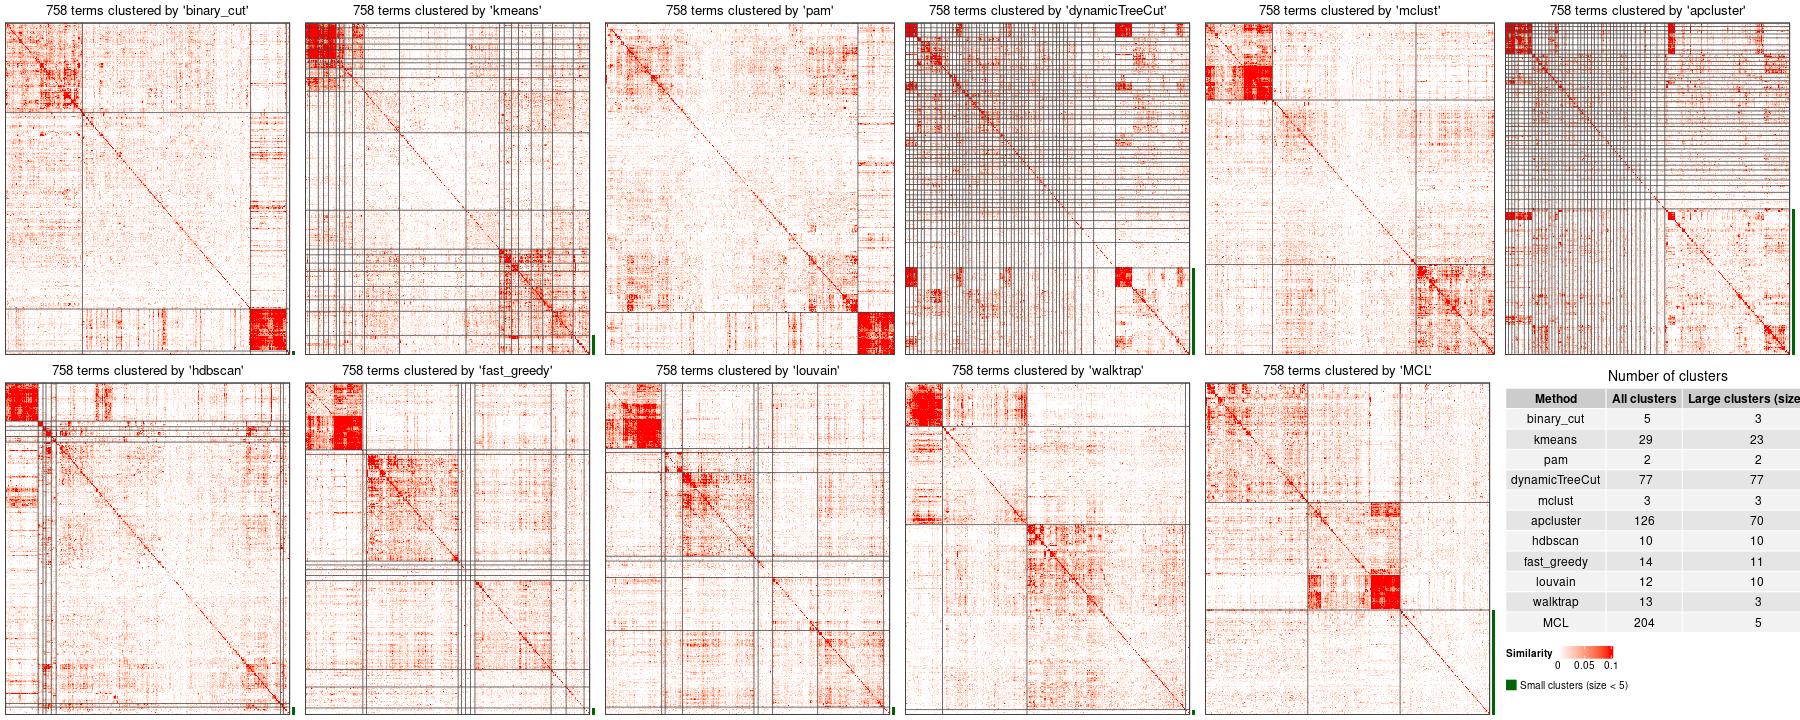 758 terms clustered by 'binary_cut'
758 terms clustered by 'kmeans'
758 terms clustered by 'pam'
758 terms clustered by 'dynamicTreeCut'
758 terms clustered by 'mclust'
758 terms clustered by 'apcluster'
758 terms clustered by 'hdbscan'
758 terms clustered by 'fast_greedy'
758 terms clustered by 'louvain'
758 terms clustered by 'walktrap'
758 terms clustered by 'MCL'
Number of clusters
Method All clusters Large clusters (size
binary_cut 5 3
kmeans 29 23
pam 2 2
dynamicTreeCut 77 77
mclust 3 3
apcluster 126 70
hdbscan 10 10
fast_greedy 14 11
louvain 12 10
walktrap 13 3
MCL 204 5
Similarity
0 0.05 0.1
Small clusters (size < 5)